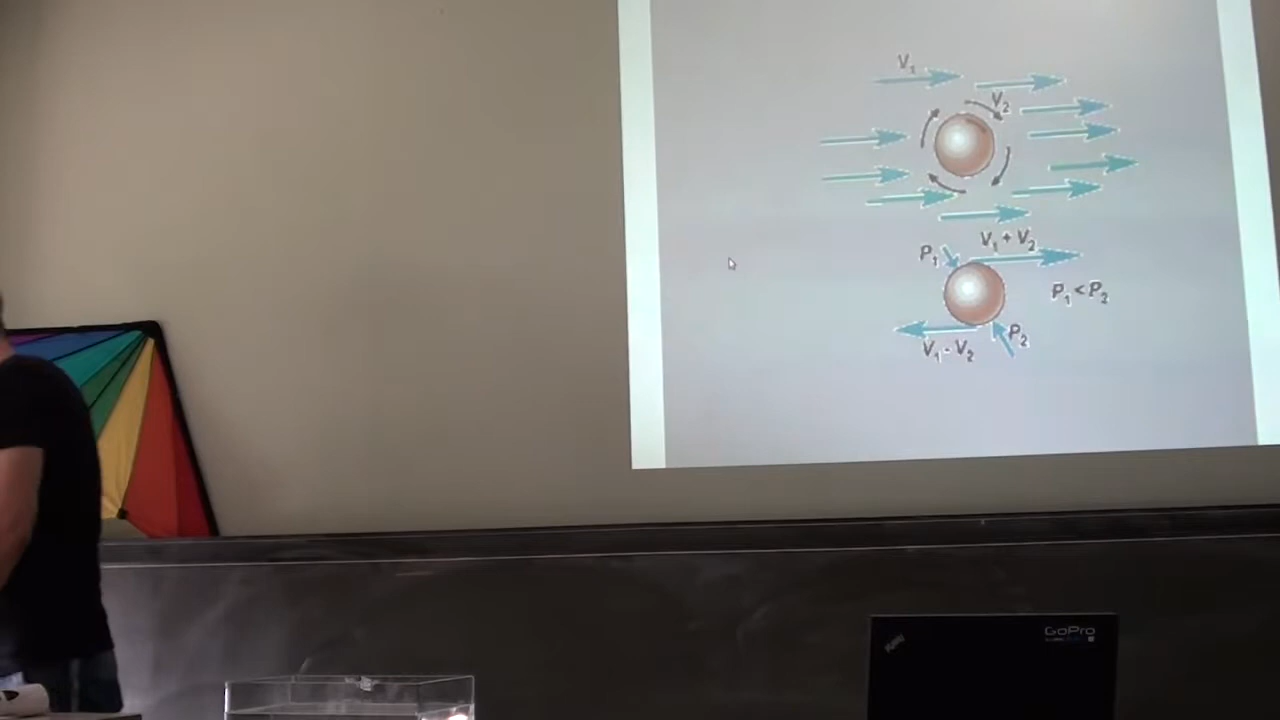 V₁
V₂
V₁ + V₂
P₁
P₁ < P₂
P₂
V₁ - V₂
GoPro